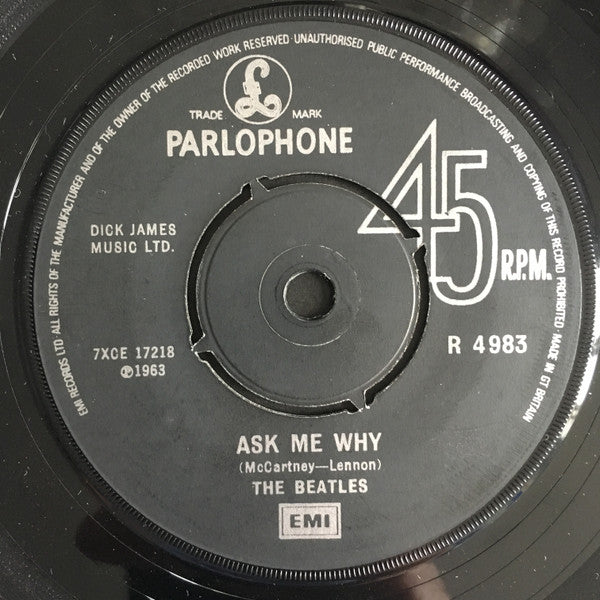 EMI RECORDS LTD ALL RIGHTS OF THE MANUFACTURER AND OF THE OWNER OF THE RECORDED WORK RESERVED · UNAUTHORISED PUBLIC PERFORMANCE BROADCASTING AND COPYING OF THIS RECORD PROHIBITED · MADE IN GT BRITAIN
£
TRADE MARK
PARLOPHONE
45 R.P.M.
DICK JAMES
MUSIC LTD.
7XCE 17218
℗1963
R 4983
ASK ME WHY
(McCartney—Lennon)
THE BEATLES
EMI